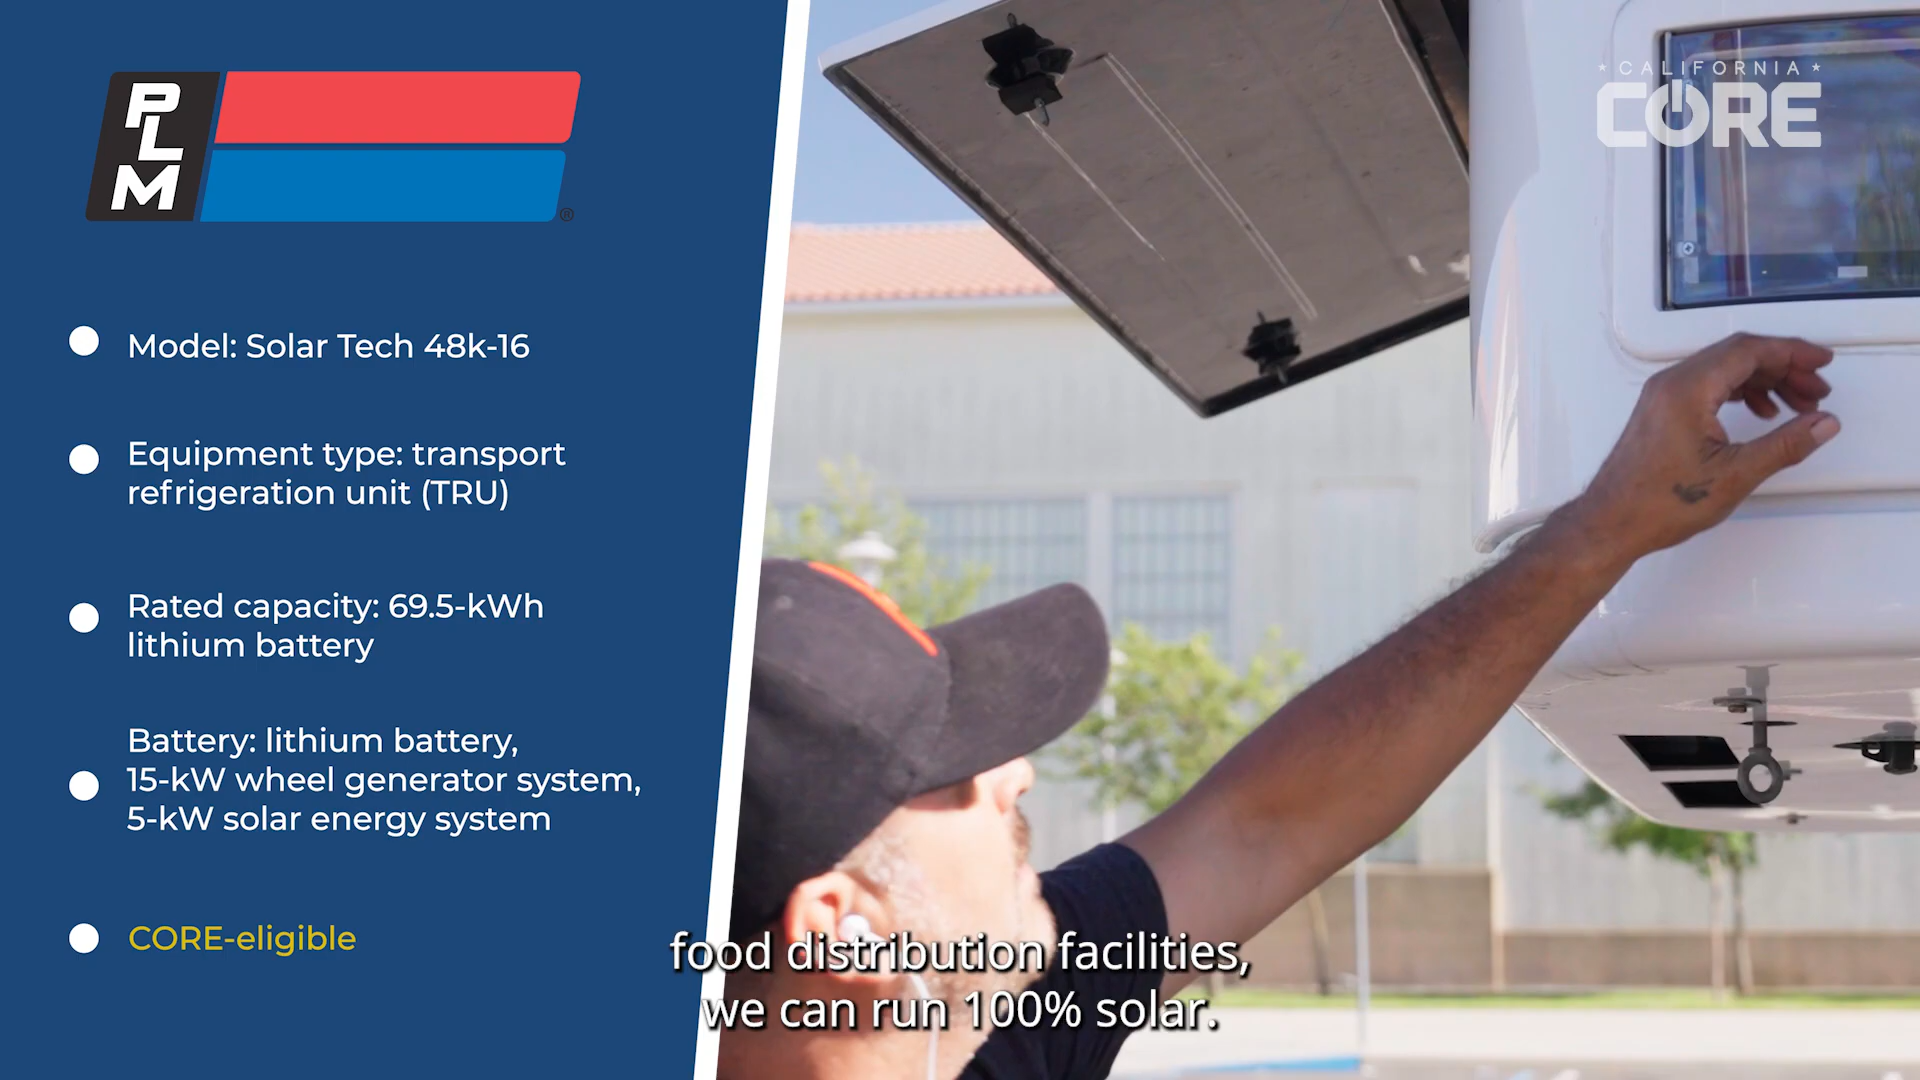 PLM
®
Model: Solar Tech 48k-16
Equipment type: transport
refrigeration unit (TRU)
Rated capacity: 69.5-kWh
lithium battery
Battery: lithium battery,
15-kW wheel generator system,
5-kW solar energy system
CORE-eligible
CALIFORNIA
CORE
food distribution facilities,
we can run 100% solar.